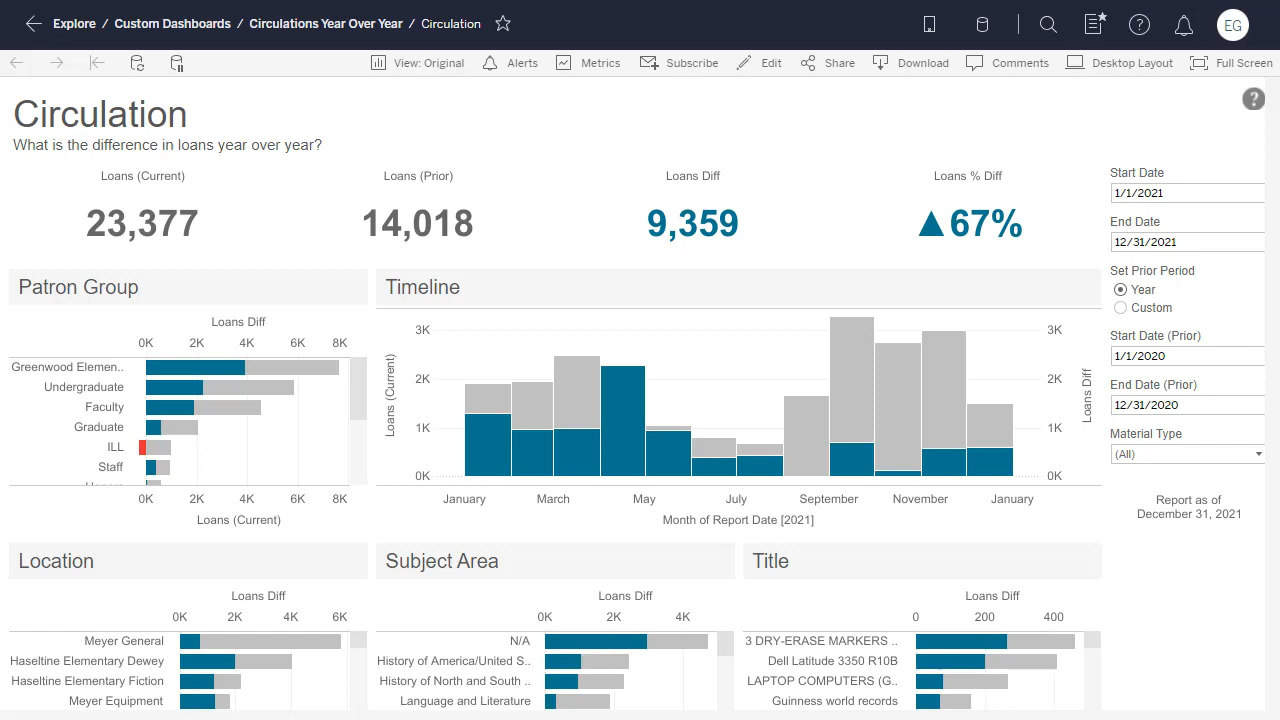 Explore / Custom Dashboards / Circulations Year Over Year / Circulation
EG
View: Original Alerts Metrics Subscribe Edit Share Download Comments Desktop Layout Full Screen
Circulation
What is the difference in loans year over year?
Loans (Current) Loans (Prior) Loans Diff Loans % Diff
23,377 14,018 9,359 ▲67%
Start Date
1/1/2021
End Date
12/31/2021
Set Prior Period
Year
Custom
Start Date (Prior)
1/1/2020
End Date (Prior)
12/31/2020
Material Type
(All)
Report as of
December 31, 2021
Patron Group
Loans Diff
0K 2K 4K 6K 8K
Greenwood Elemen..
Undergraduate
Faculty
Graduate
ILL
Staff
0K 2K 4K 6K 8K
Loans (Current)
Timeline
Loans (Current)
3K
2K
1K
0K
3K
2K
1K
0K
Loans Diff
January March May July September November January
Month of Report Date [2021]
Location
Loans Diff
0K 2K 4K 6K
Meyer General
Haseltine Elementary Dewey
Haseltine Elementary Fiction
Meyer Equipment
Subject Area
Loans Diff
0K 2K 4K
N/A
History of America/United S..
History of North and South ..
Language and Literature
Title
Loans Diff
0 200 400
3 DRY-ERASE MARKERS ..
Dell Latitude 3350 R10B
LAPTOP COMPUTERS (G..
Guinness world records